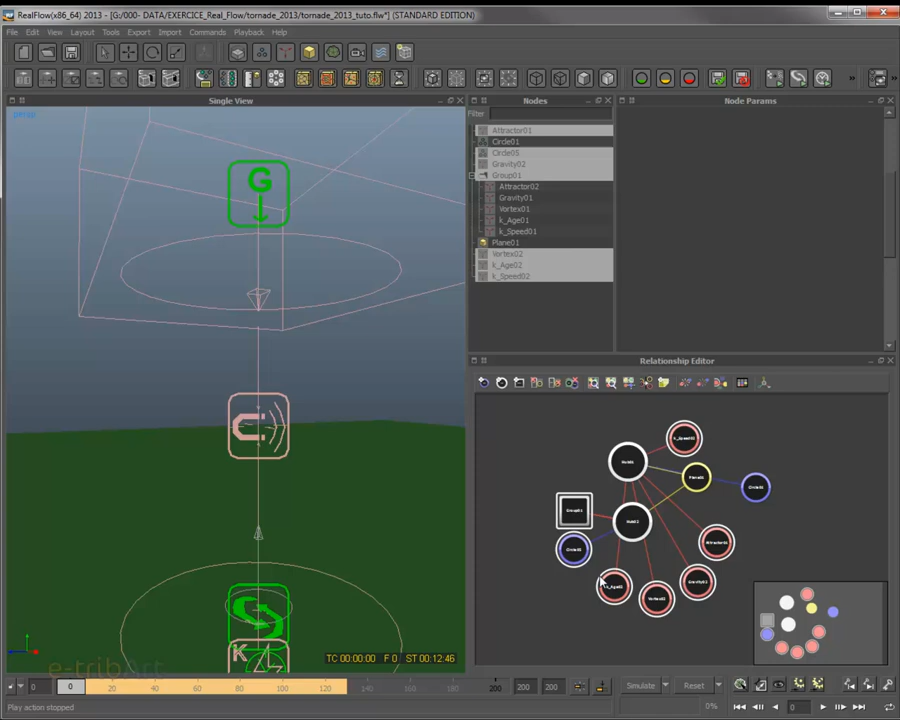 RealFlow(x86_64) 2013 - [G:/000- DATA/EXERCICE_Real_Flow/tornade_2013/tornade_2013_tuto.flw*] (STANDARD EDITION)
File Edit View Layout Tools Export Import Commands Playback Help
Single View
persp
G
K
TC 00:00:00 F 0 ST 00:12:46
e-tribArt
Nodes
Filter
Attractor01
Circle01
Circle05
Gravity02
Group01
Attractor02
Gravity01
Vortex01
k_Age01
k_Speed01
Plane01
Vortex02
k_Age02
k_Speed02
Node Params
Relationship Editor
0 0 20 40 60 80 100 120 140 160 180 200 200 200
Simulate Reset
0% 0
Play action stopped